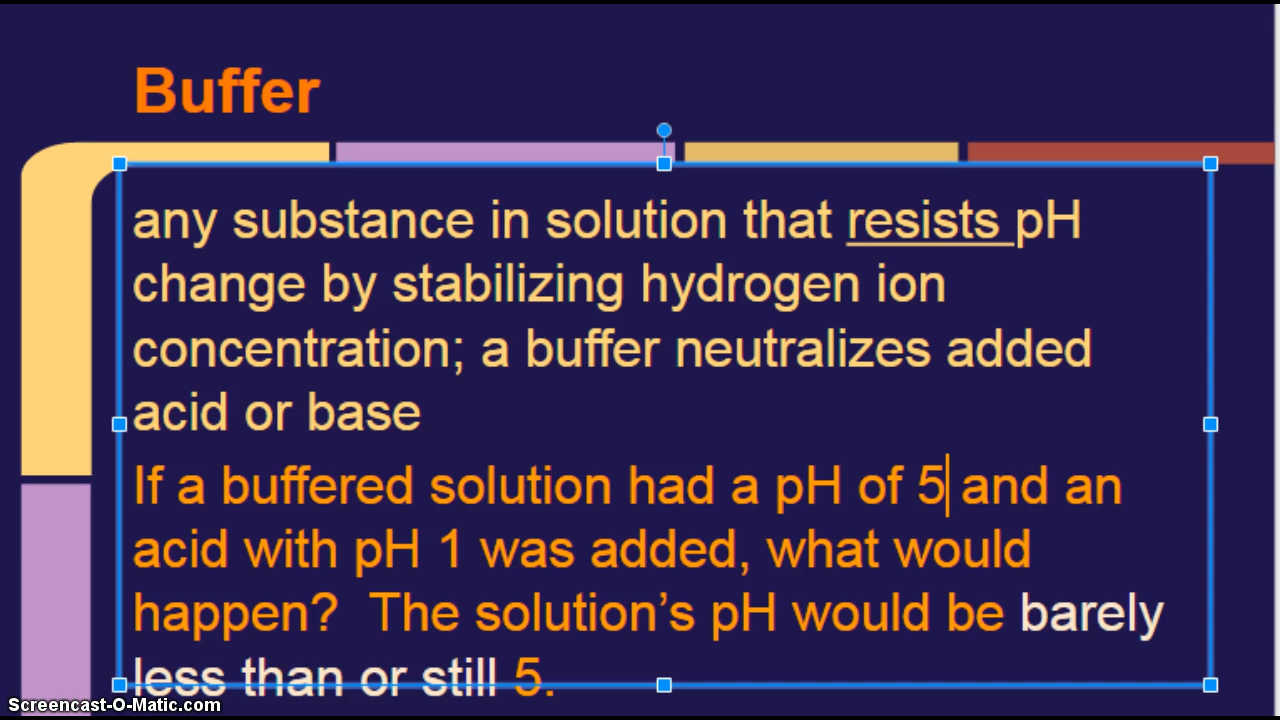 Buffer
any substance in solution that resists pH
change by stabilizing hydrogen ion
concentration; a buffer neutralizes added
acid or base
If a buffered solution had a pH of 5 and an
acid with pH 1 was added, what would
happen?  The solution’s pH would be barely
less than or still 5.
Screencast-O-Matic.com